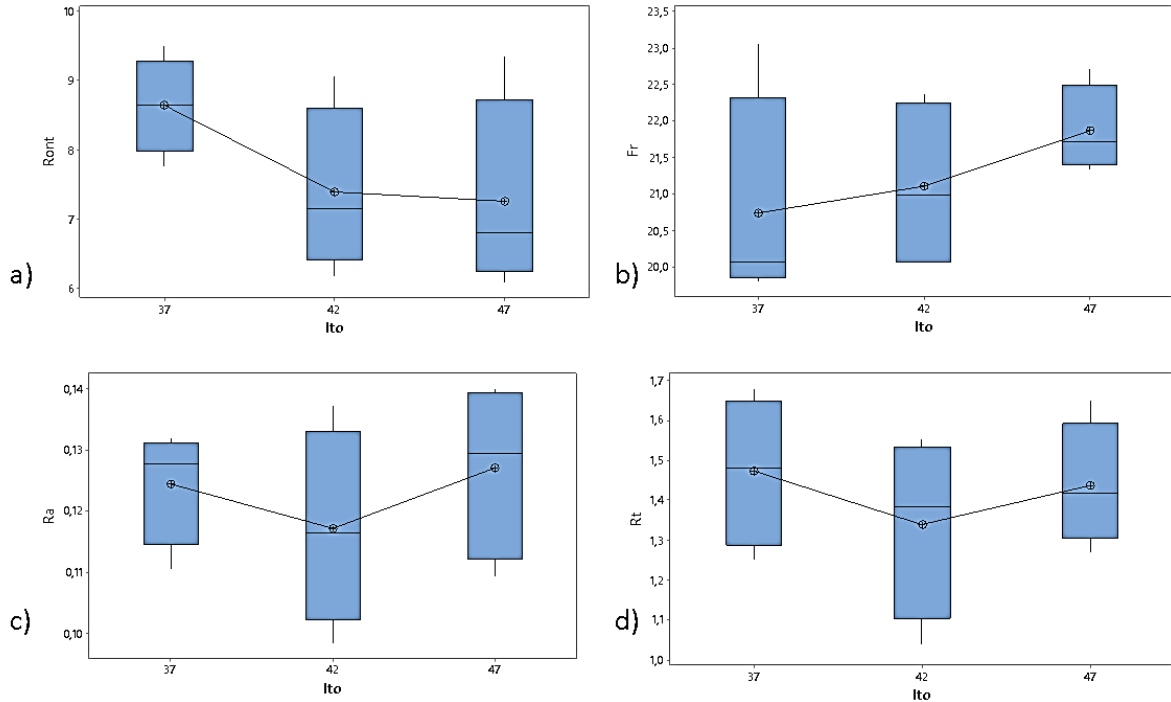 10
9
8
7
6
Ront
37 42 47
Ito
a)
23,5
23,0
22,5
22,0
21,5
21,0
20,5
20,0
Fr
37 42 47
Ito
b)
0,14
0,13
0,12
0,11
0,10
Ra
37 42 47
Ito
c)
1,7
1,6
1,5
1,4
1,3
1,2
1,1
1,0
Rt
37 42 47
Ito
d)